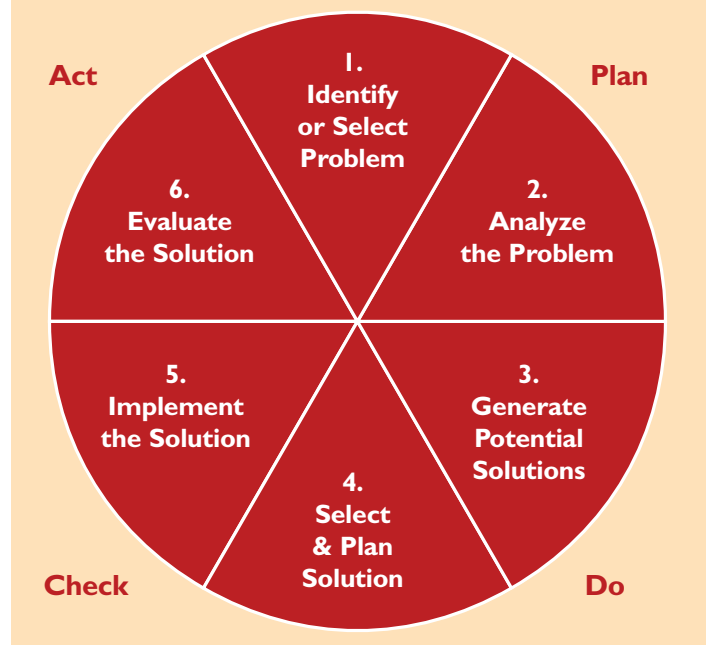 Act
Plan
1.
Identify
or Select
Problem
2.
Analyze
the Problem
3.
Generate
Potential
Solutions
4.
Select
& Plan
Solution
5.
Implement
the Solution
6.
Evaluate
the Solution
Check
Do